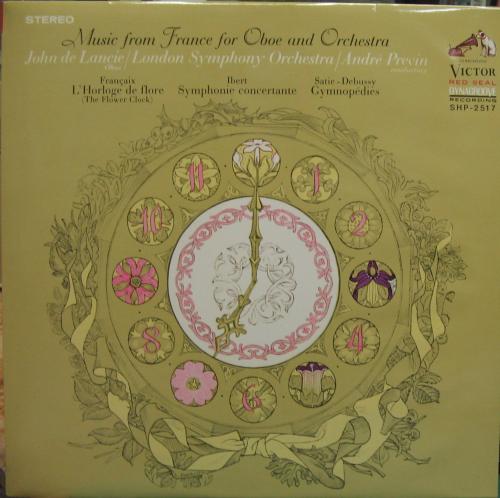 STEREO
Music from France for Oboe and Orchestra
John de Lancie/London Symphony Orchestra/André Previn
Oboe
conducting
Françaix
L'Horloge de flore
(The Flower Clock)
Ibert
Symphonie concertante
Satie-Debussy
Gymnopédies
VICTOR
RED SEAL
DYNAGROOVE
RECORDING
SHP-2517
11
1
10
2
8
4
6